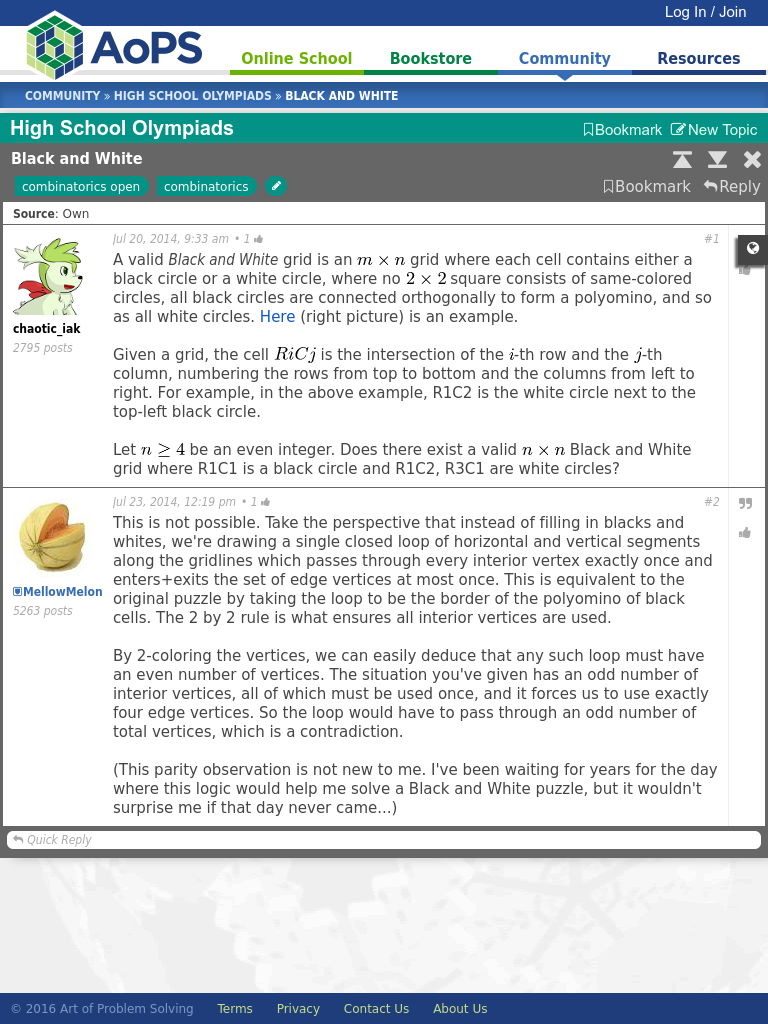 Log In / Join
AoPS
Online School Bookstore Community Resources
COMMUNITY » HIGH SCHOOL OLYMPIADS » BLACK AND WHITE
High School Olympiads Bookmark New Topic
Black and White
combinatorics open combinatorics Bookmark Reply
Source: Own
Jul 20, 2014, 9:33 am • 1 #1
A valid Black and White grid is an m × n grid where each cell contains either a
black circle or a white circle, where no 2 × 2 square consists of same-colored
circles, all black circles are connected orthogonally to form a polyomino, and so
as all white circles. Here (right picture) is an example.
chaotic_iak
2795 posts
Given a grid, the cell RiCj is the intersection of the i-th row and the j-th
column, numbering the rows from top to bottom and the columns from left to
right. For example, in the above example, R1C2 is the white circle next to the
top-left black circle.
Let n ≥ 4 be an even integer. Does there exist a valid n × n Black and White
grid where R1C1 is a black circle and R1C2, R3C1 are white circles?
Jul 23, 2014, 12:19 pm • 1 #2
This is not possible. Take the perspective that instead of filling in blacks and
whites, we're drawing a single closed loop of horizontal and vertical segments
along the gridlines which passes through every interior vertex exactly once and
enters+exits the set of edge vertices at most once. This is equivalent to the
original puzzle by taking the loop to be the border of the polyomino of black
cells. The 2 by 2 rule is what ensures all interior vertices are used.
MellowMelon
5263 posts
By 2-coloring the vertices, we can easily deduce that any such loop must have
an even number of vertices. The situation you've given has an odd number of
interior vertices, all of which must be used once, and it forces us to use exactly
four edge vertices. So the loop would have to pass through an odd number of
total vertices, which is a contradiction.
(This parity observation is not new to me. I've been waiting for years for the day
where this logic would help me solve a Black and White puzzle, but it wouldn't
surprise me if that day never came...)
Quick Reply
© 2016 Art of Problem Solving Terms Privacy Contact Us About Us